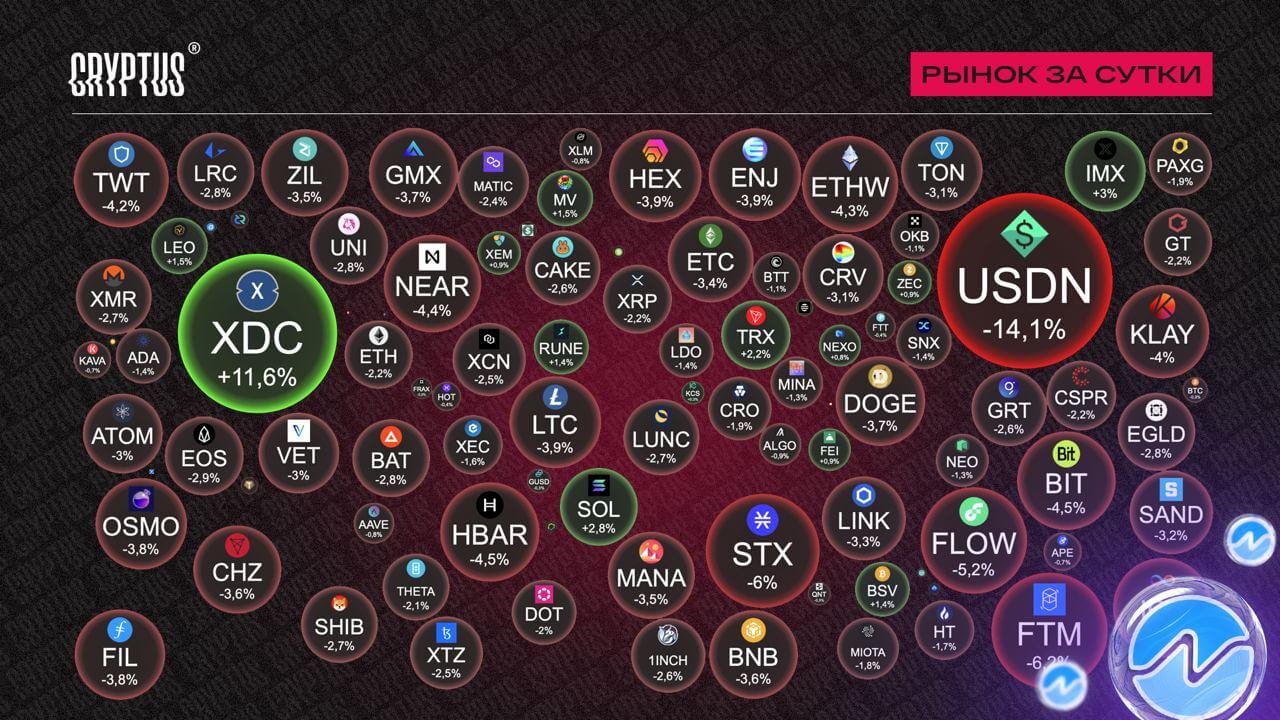 CRYPTUS®
РЫНОК ЗА СУТКИ
TWT
-4,2%
LRC
-2,8%
ZIL
-3,5%
GMX
-3,7%
MATIC
-2,4%
XLM
-0,8%
MV
+1,5%
HEX
-3,9%
ENJ
-3,9%
ETHW
-4,3%
TON
-3,1%
IMX
+3%
PAXG
-1,9%
LEO
+1,5%
UNI
-2,8%
NEAR
-4,4%
XEM
+0,9%
CAKE
-2,6%
XRP
-2,2%
ETC
-3,4%
BTT
-1,1%
CRV
-3,1%
OKB
-1,1%
ZEC
+0,9%
USDN
-14,1%
GT
-2,2%
XMR
-2,7%
KAVA
-0,7%
ADA
-1,4%
XDC
+11,6%
ETH
-2,2%
XCN
-2,5%
RUNE
+1,4%
LDO
-1,4%
TRX
+2,2%
NEXO
+0,8%
FTT
-0,4%
SNX
-1,4%
KLAY
-4%
FRAX
HOT
-0,4%
LTC
-3,9%
KCS
CRO
-1,9%
MINA
-1,3%
DOGE
-3,7%
GRT
-2,6%
CSPR
-2,2%
BTC
EGLD
-2,8%
ATOM
-3%
EOS
-2,9%
VET
-3%
BAT
-2,8%
XEC
-1,6%
LUNC
-2,7%
ALGO
-0,9%
FEI
+0,9%
NEO
-1,3%
BIT
-4,5%
SAND
-3,2%
OSMO
-3,8%
AAVE
-0,8%
GUSD
HBAR
-4,5%
SOL
+2,8%
STX
-6%
LINK
-3,3%
FLOW
-5,2%
APE
-0,7%
CHZ
-3,6%
THETA
-2,1%
MANA
-3,5%
QNT
BSV
+1,4%
FIL
-3,8%
SHIB
-2,7%
XTZ
-2,5%
DOT
-2%
1INCH
-2,6%
BNB
-3,6%
MIOTA
-1,8%
HT
-1,7%
FTM